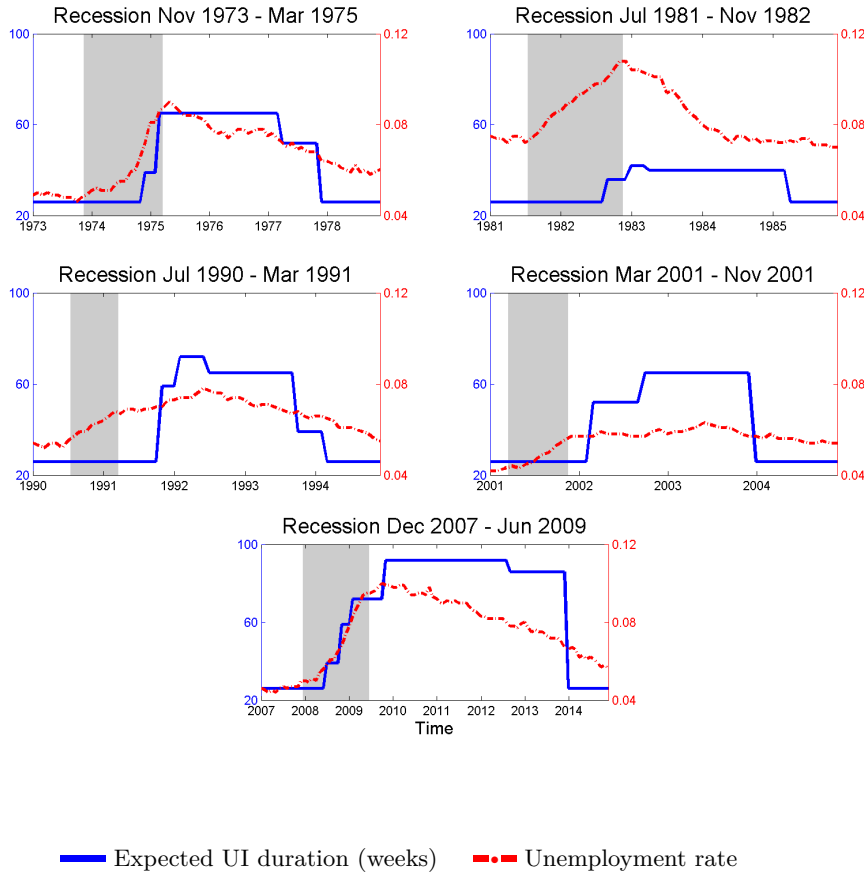 Recession Nov 1973 - Mar 1975
100
60
20
0.12
0.08
0.04
1973 1974 1975 1976 1977 1978
Recession Jul 1981 - Nov 1982
100
60
20
0.12
0.08
0.04
1981 1982 1983 1984 1985
Recession Jul 1990 - Mar 1991
100
60
20
0.12
0.08
0.04
1990 1991 1992 1993 1994
Recession Mar 2001 - Nov 2001
100
60
20
0.12
0.08
0.04
2001 2002 2003 2004
Recession Dec 2007 - Jun 2009
100
60
20
0.12
0.08
0.04
2007 2008 2009 2010 2011 2012 2013 2014
Time
Expected UI duration (weeks) Unemployment rate